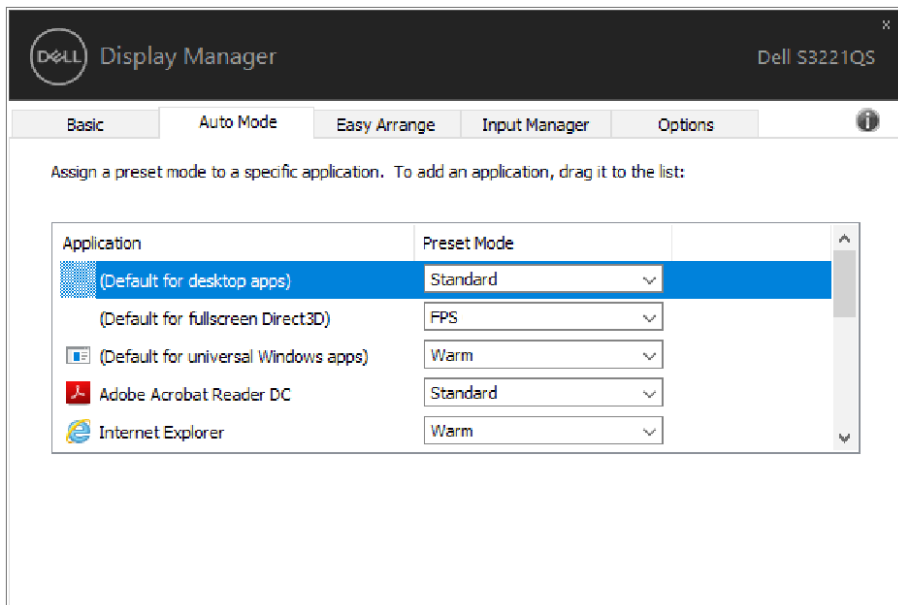 x
DELL Display Manager Dell S3221QS
Basic Auto Mode Easy Arrange Input Manager Options i
Assign a preset mode to a specific application. To add an application, drag it to the list:
Application Preset Mode
(Default for desktop apps) Standard
(Default for fullscreen Direct3D) FPS
(Default for universal Windows apps) Warm
Adobe Acrobat Reader DC Standard
Internet Explorer Warm